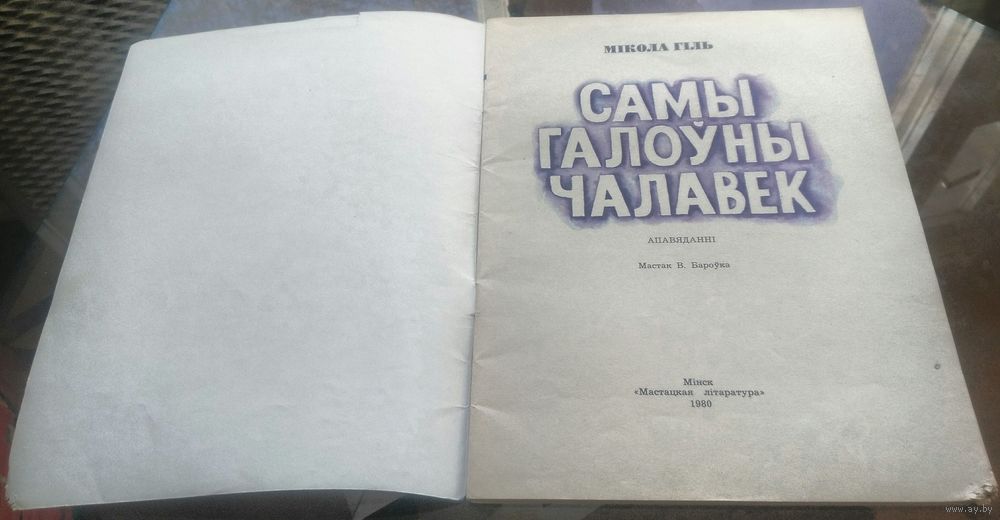 МІКОЛА ГІЛЬ
САМЫ
ГАЛОЎНЫ
ЧАЛАВЕК
АПАВЯДАННІ
Мастак В. Бароўка
Мінск
«Мастацкая літаратура»
1980
www.ay.by